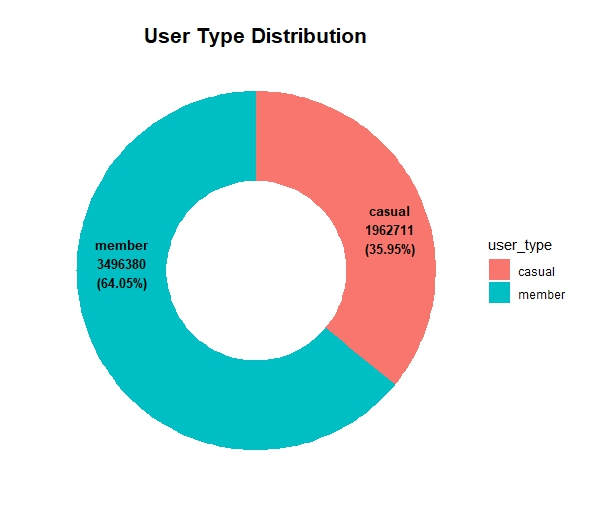 User Type Distribution
casual
1962711
(35.95%)
member
3496380
(64.05%)
user_type
casual
member